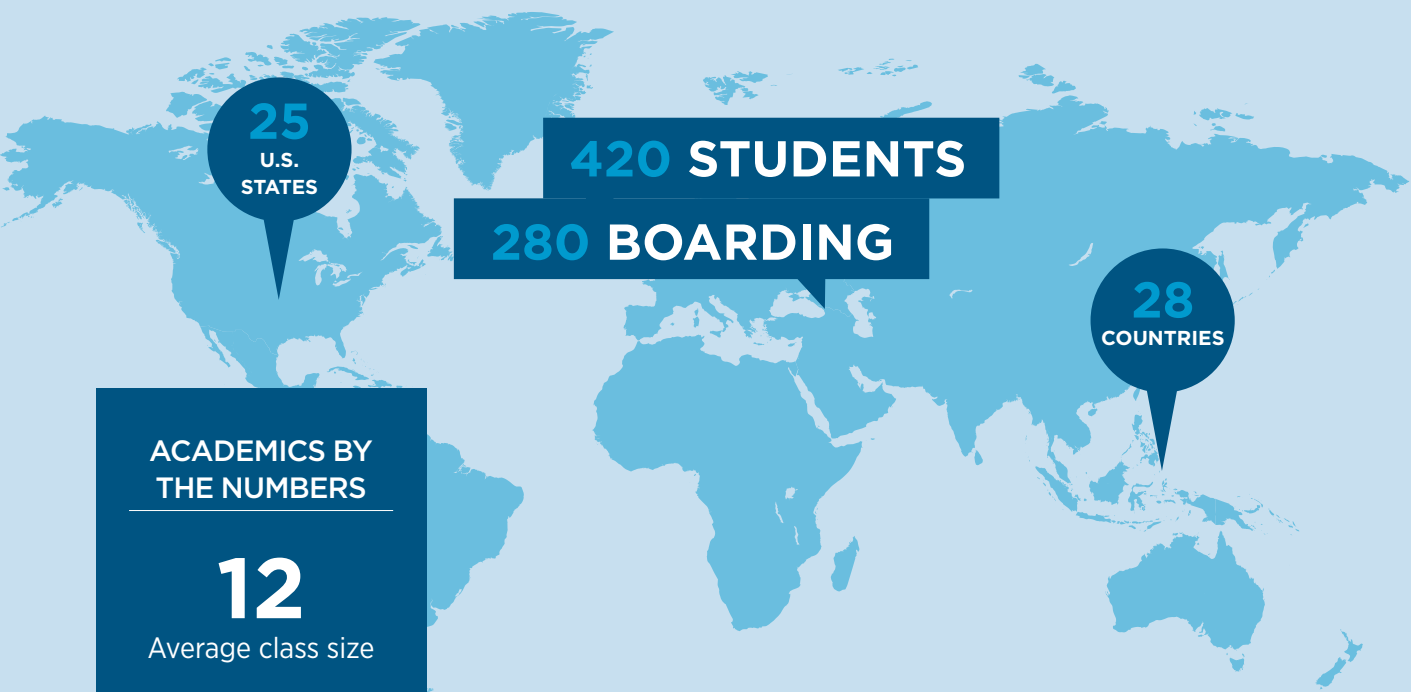 25
U.S.
STATES
420 STUDENTS
280 BOARDING
28
COUNTRIES
ACADEMICS BY
THE NUMBERS
12
Average class size